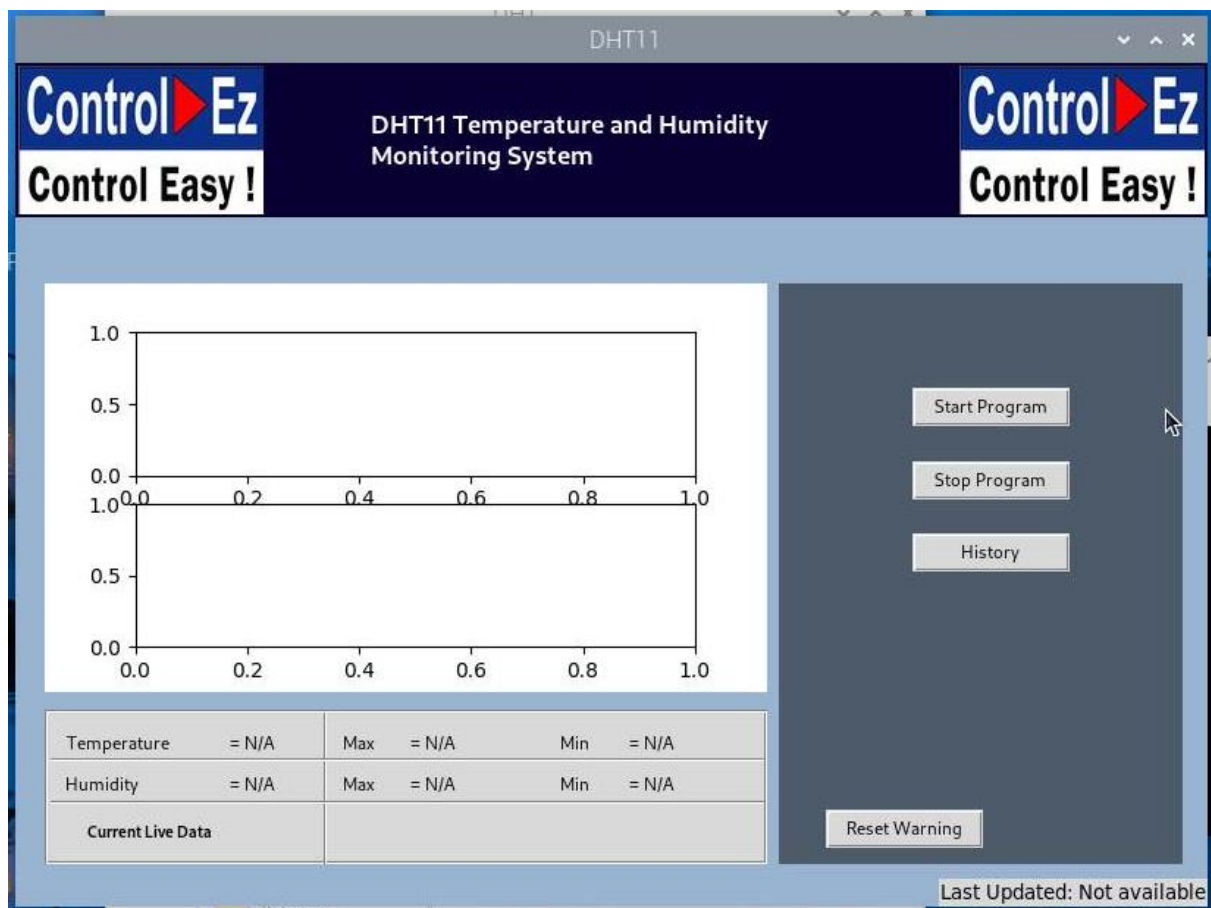 DHT11
Control Ez
Control Easy !
DHT11 Temperature and Humidity
Monitoring System
Control Ez
Control Easy !
1.0
0.5
0.0
0.0 0.2 0.4 0.6 0.8 1.0
1.0
0.5
0.0
0.0 0.2 0.4 0.6 0.8 1.0
Start Program
Stop Program
History
Temperature = N/A Max = N/A Min = N/A
Humidity = N/A Max = N/A Min = N/A
Current Live Data
Reset Warning
Last Updated: Not available